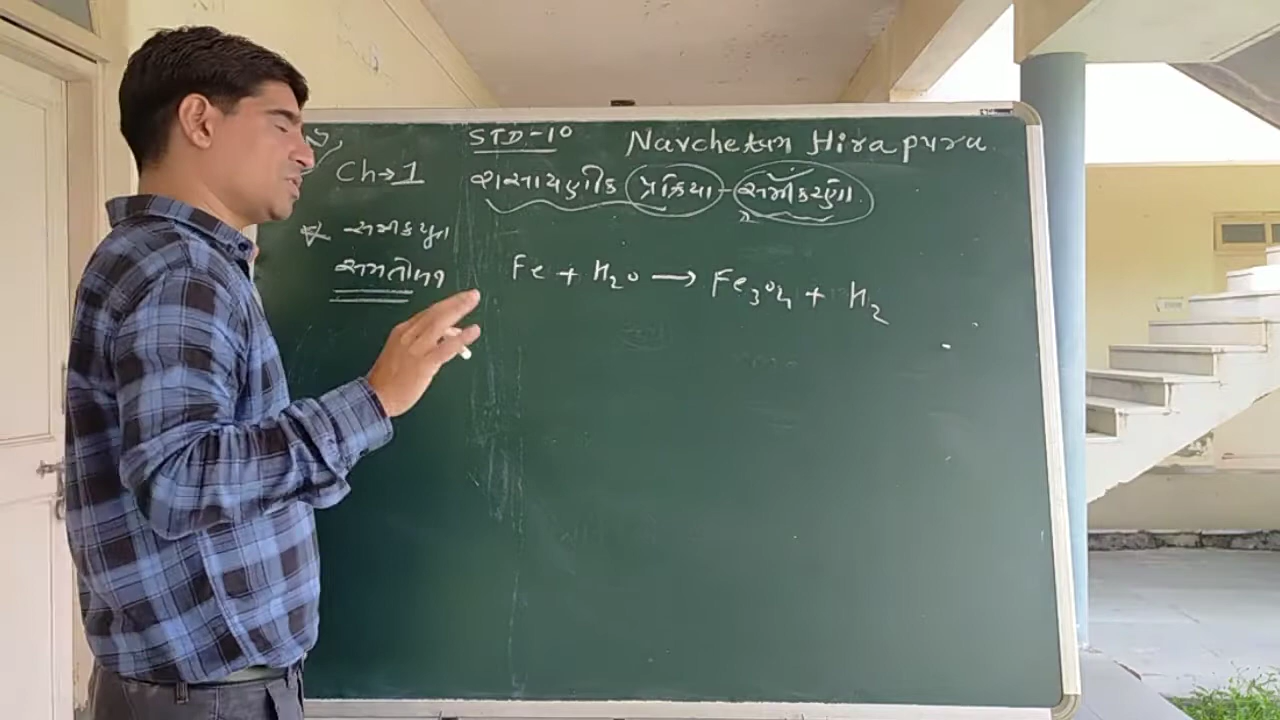 STD-10 Navchetan Hirapura
Ch→1 રાસાયણીક પ્રક્રિયા - સમીકરણો
સમીકરણ
સમતોલન
Fe + H₂O → Fe₃O₄ + H₂